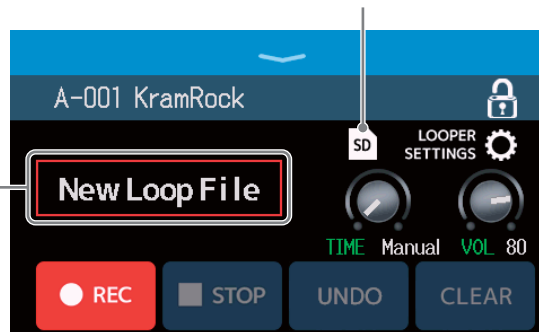 A-001 KramRock
SD
LOOPER
SETTINGS
New Loop File
TIME Manual VOL 80
REC STOP UNDO CLEAR